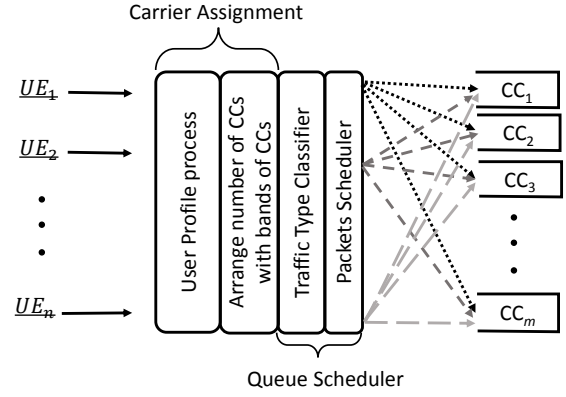 Carrier Assignment
UE1
UE2
UEn
User Profile process
Arrange number of CCs
with bands of CCs
Traffic Type Classifier
Packets Scheduler
CC1
CC2
CC3
CCm
Queue Scheduler